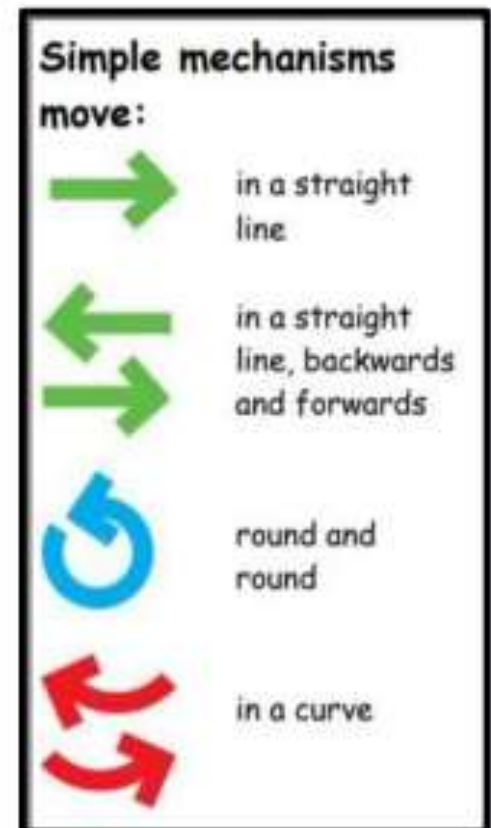 Simple mechanisms
move:
in a straight
line
in a straight
line, backwards
and forwards
round and
round
in a curve